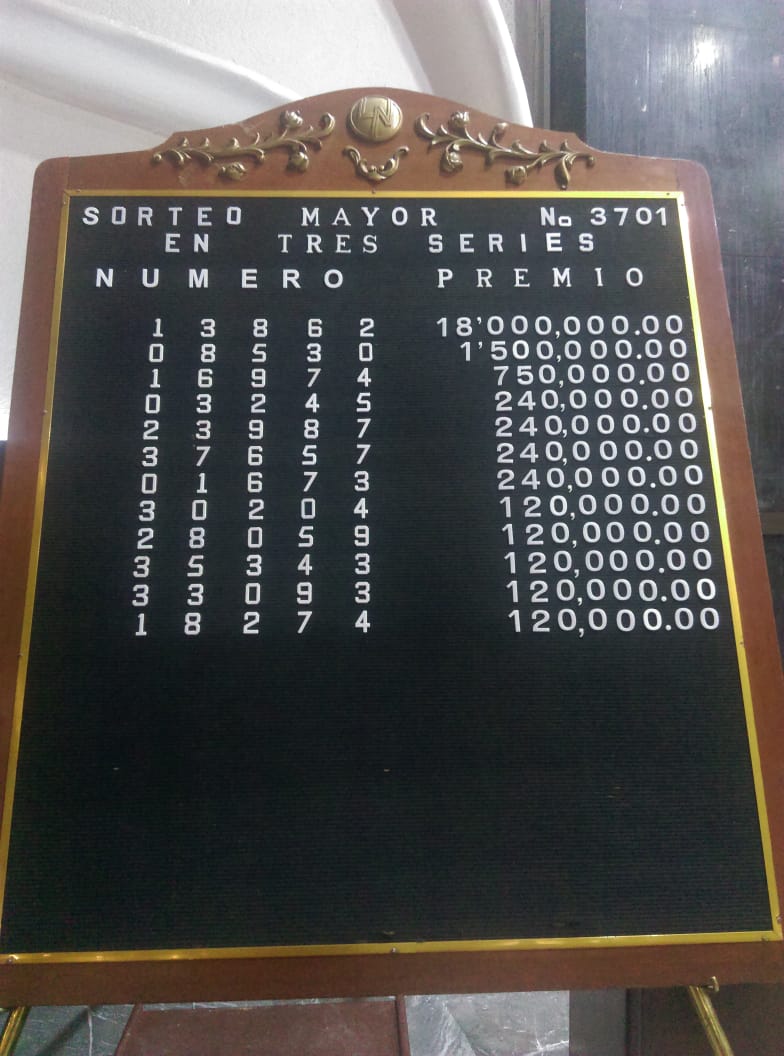 LN
SORTEO MAYOR No 3701
EN TRES SERIES
NUMERO PREMIO
1 3 8 6 2 18'000,000.00
0 8 5 3 0 1'500,000.00
1 6 9 7 4 750,000.00
0 3 2 4 5 240,000.00
2 3 9 8 7 240,000.00
3 7 6 5 7 240,000.00
0 1 6 7 3 240,000.00
3 0 2 0 4 120,000.00
2 8 0 5 9 120,000.00
3 5 3 4 3 120,000.00
3 3 0 9 3 120,000.00
1 8 2 7 4 120,000.00